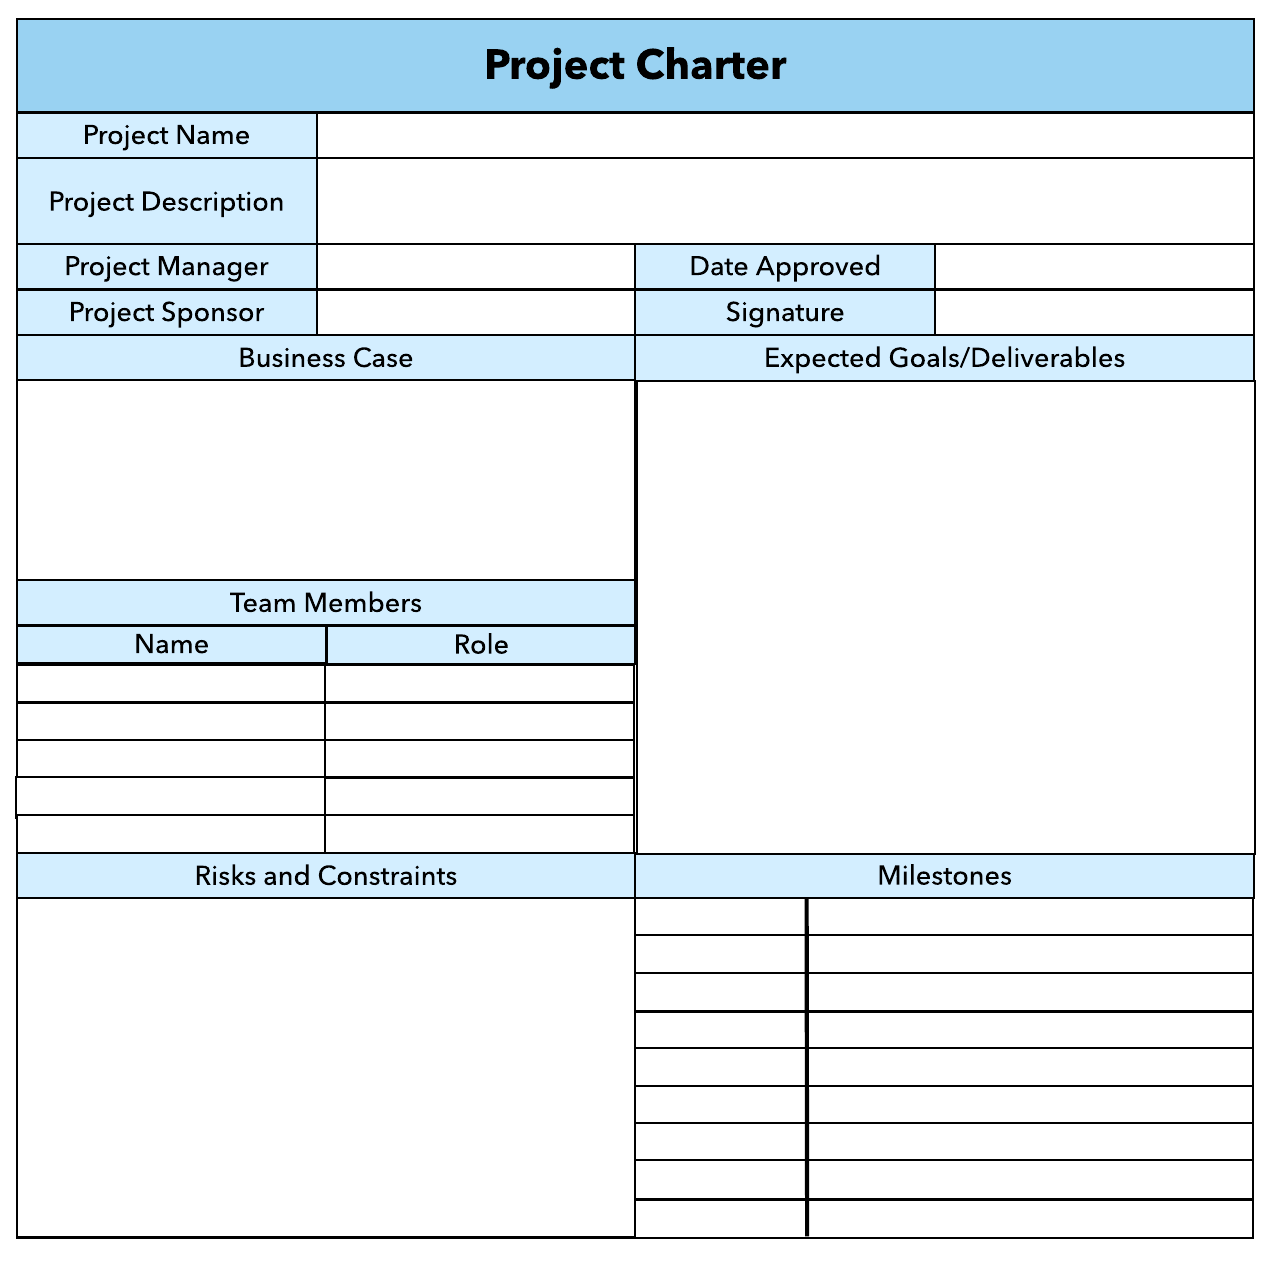 Project Charter
Project Name
Project Description
Project Manager
Date Approved
Project Sponsor
Signature
Business Case
Expected Goals/Deliverables
Team Members
Name
Role
Risks and Constraints
Milestones